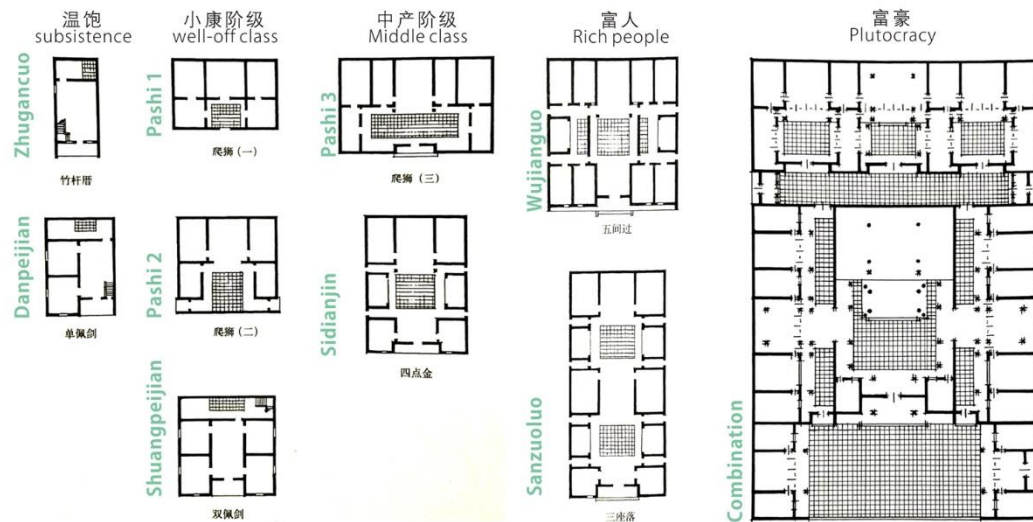 温饱
subsistence
小康阶级
well-off class
中产阶级
Middle class
富人
Rich people
富豪
Plutocracy
Zhugancuo
竹杆厝
Pashi 1
爬狮(一)
Pashi 3
爬狮(三)
Wujianguo
五间过
Danpeijian
单佩剑
Pashi 2
爬狮(二)
Sidianjin
四点金
Shuangpeijian
双佩剑
Sanzuoluo
三座落
Combination